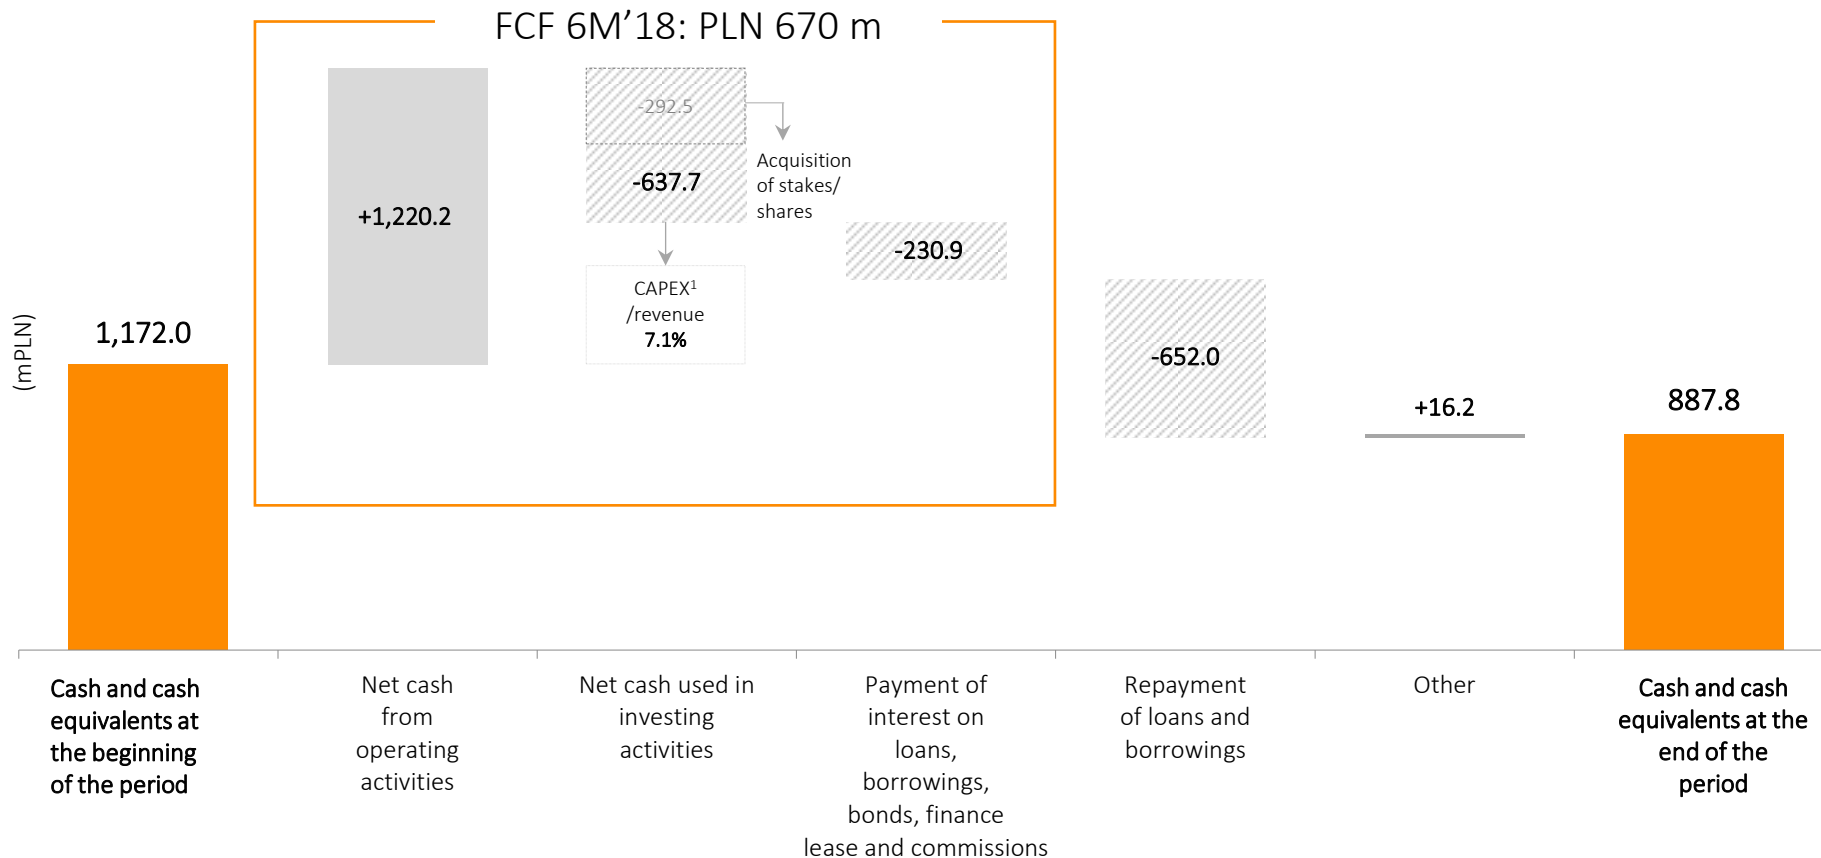 FCF 6M’18: PLN 670 m
-292.5
Acquisition
of stakes/
shares
-637.7
+1,220.2
-230.9
CAPEX¹
/revenue
7.1%
(mPLN)
1,172.0
-652.0
+16.2
887.8
Cash and cash
equivalents at
the beginning
of the period
Net cash
from
operating
activities
Net cash used in
investing
activities
Payment of
interest on
loans,
borrowings,
bonds, finance
lease and commissions
Repayment
of loans and
borrowings
Other
Cash and cash
equivalents at the
end of the
period